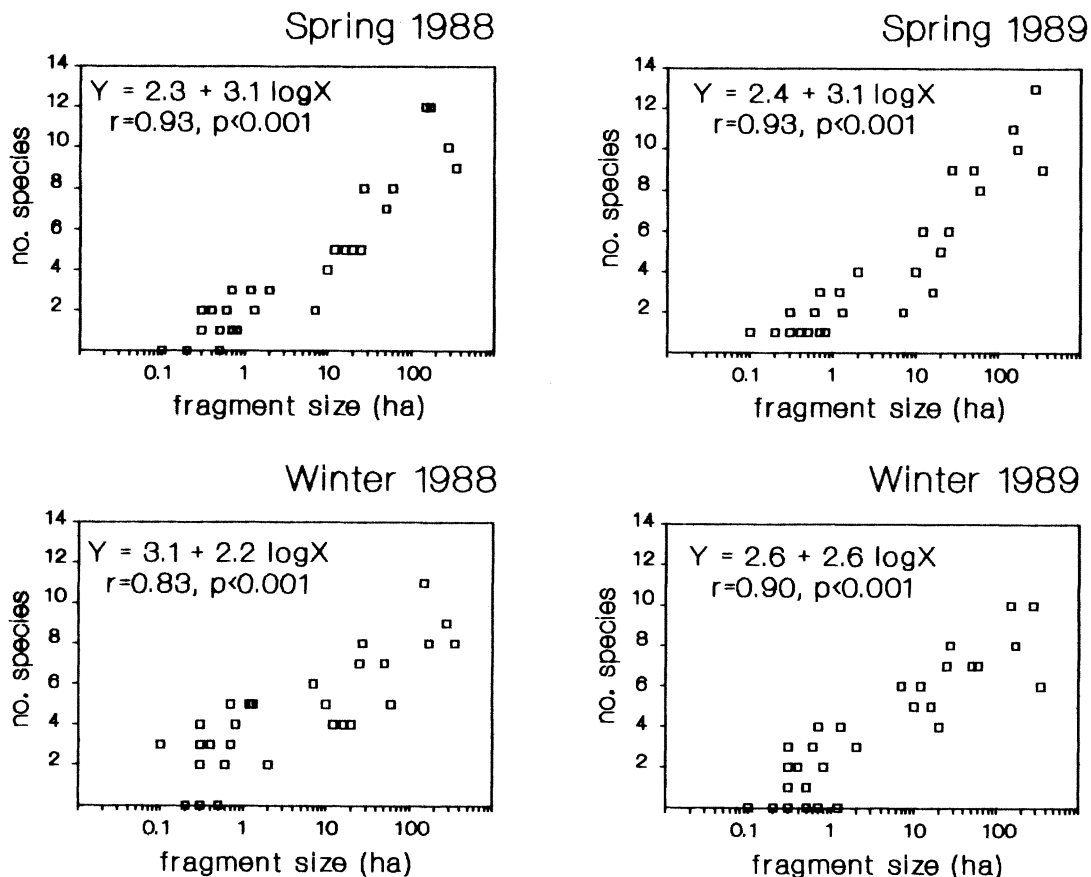 Spring 1988
14
12
10
8
6
4
2
no. species
Y = 2.3 + 3.1 logX
r=0.93, p<0.001
0.1 1 10 100
fragment size (ha)
Spring 1989
14
12
10
8
6
4
2
no. species
Y = 2.4 + 3.1 logX
r=0.93, p<0.001
0.1 1 10 100
fragment size (ha)
Winter 1988
14
12
10
8
6
4
2
no. species
Y = 3.1 + 2.2 logX
r=0.83, p<0.001
0.1 1 10 100
fragment size (ha)
Winter 1989
14
12
10
8
6
4
2
no. species
Y = 2.6 + 2.6 logX
r=0.90, p<0.001
0.1 1 10 100
fragment size (ha)